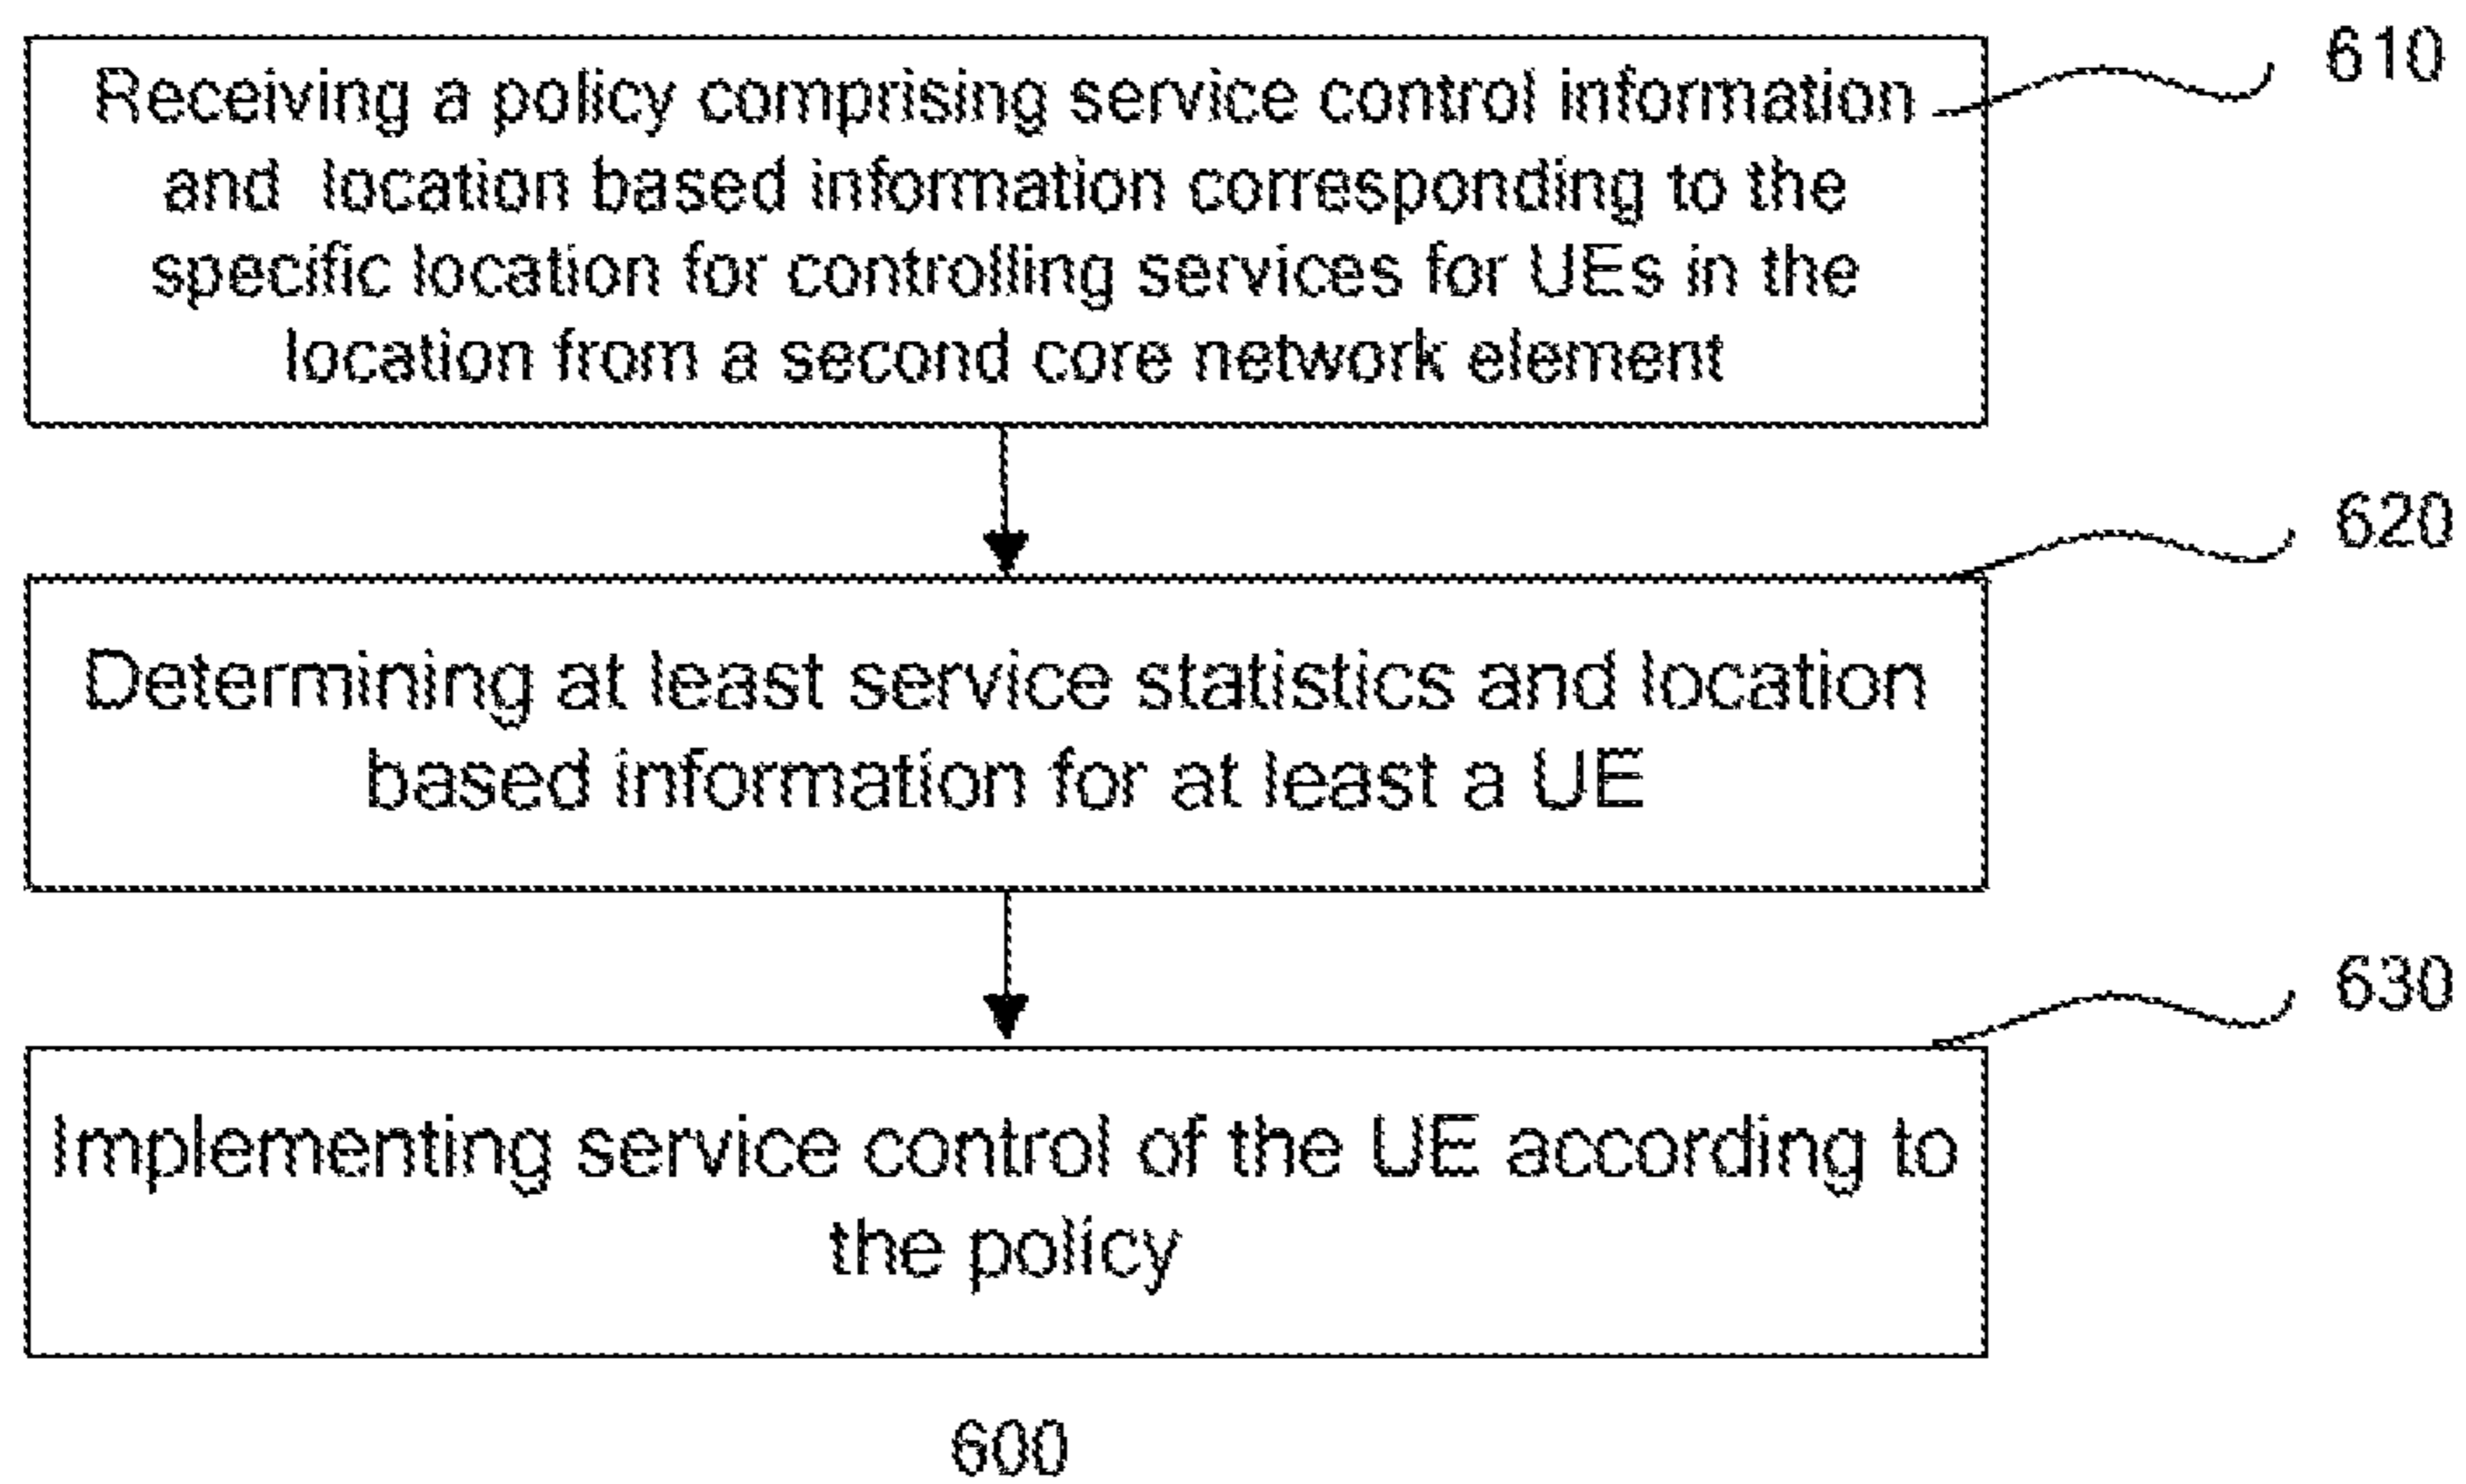 Receiving a policy comprising service control information
and location based information corresponding to the
specific location for controlling services for UEs in the
location from a second core network element
610
620
Determining at least service statistics and location
based information for at least a UE
630
Implementing service control of the UE according to
the policy
600